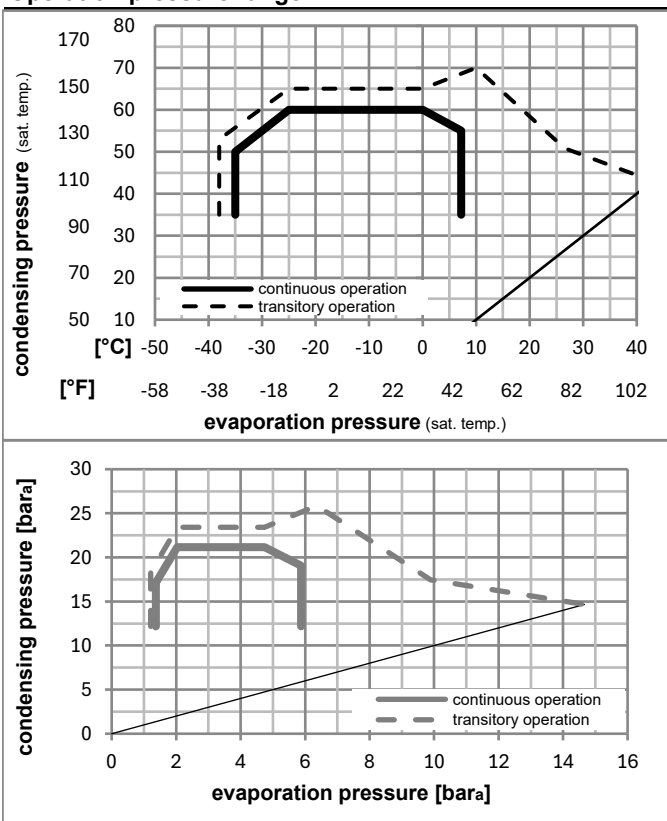 170 80
150 70
130 60
50
110 40
90 30
70 20
50 10
condensing pressure (sat. temp.)
continuous operation
transitory operation
[°C] -50 -40 -30 -20 -10 0 10 20 30 40
[°F] -58 -38 -18 2 22 42 62 82 102
evaporation pressure (sat. temp.)
30
25
20
15
10
5
0
condensing pressure [bara]
continuous operation
transitory operation
0 2 4 6 8 10 12 14 16
evaporation pressure [bara]